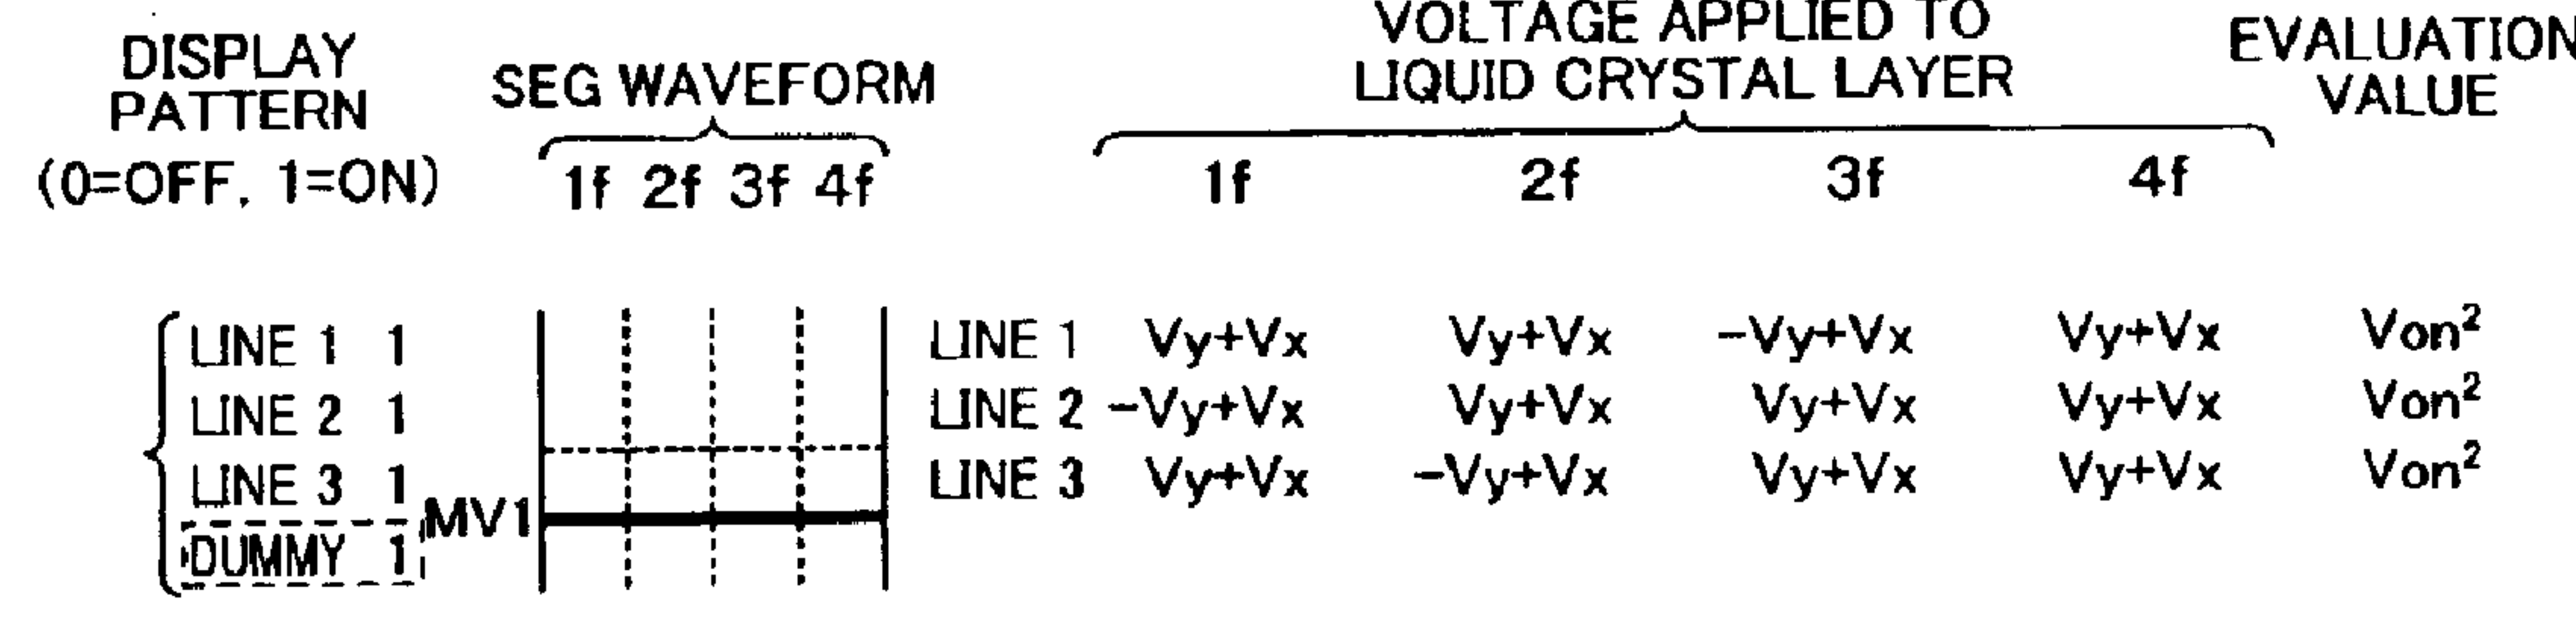 DISPLAY
PATTERN
(0=OFF, 1=ON)
SEG WAVEFORM
1f 2f 3f 4f
VOLTAGE APPLIED TO
LIQUID CRYSTAL LAYER
1f 2f 3f 4f
EVALUATION
VALUE
LINE 1 1
LINE 2 1
LINE 3 1
DUMMY 1
MV1
LINE 1 Vy+Vx Vy+Vx -Vy+Vx Vy+Vx Von²
LINE 2 -Vy+Vx Vy+Vx Vy+Vx Vy+Vx Von²
LINE 3 Vy+Vx -Vy+Vx Vy+Vx Vy+Vx Von²